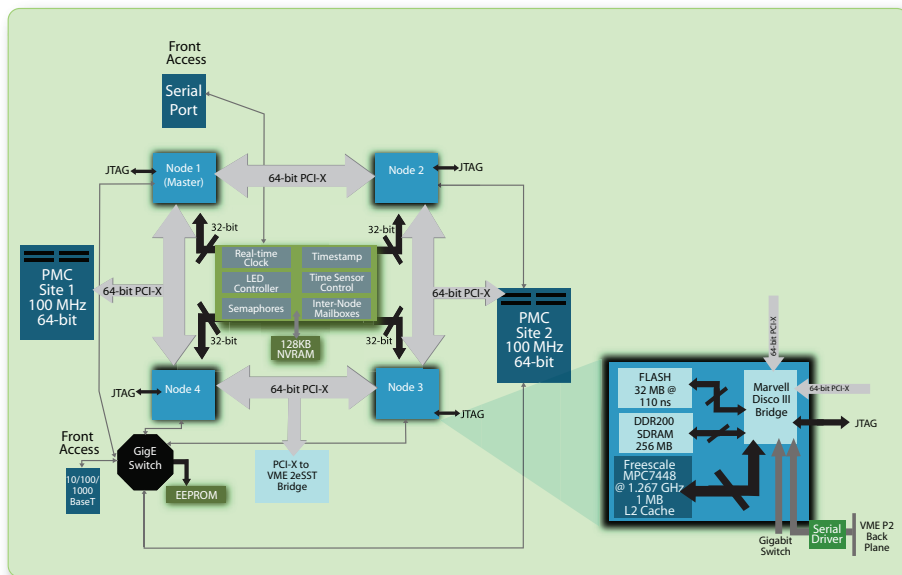 Front
Access
Serial
Port
JTAG
Node 1
(Master)
64-bit PCI-X
Node 2
JTAG
32-bit
32-bit
Real-time
Clock
Timestamp
LED
Controller
Time Sensor
Control
Semaphores
Inter-Node
Mailboxes
PMC
Site 1
100 MHz
64-bit
64-bit PCI-X
64-bit PCI-X
PMC
Site 2
100 MHz
64-bit
32-bit
32-bit
128KB
NVRAM
JTAG
Node 4
64-bit PCI-X
Node 3
JTAG
Front
Access
GigE
Switch
10/100/
1000
BaseT
EEPROM
PCI-X to
VME 2eSST
Bridge
64-bit PCI-X
FLASH
32 MB @
110 ns
Marvell
Disco III
Bridge
64-bit PCI-X
DDR200
SDRAM
256 MB
JTAG
Freescale
MPC7448
@ 1.267 GHz
1 MB
L2 Cache
Gigabit
Switch
Serial
Driver
VME P2
Back
Plane